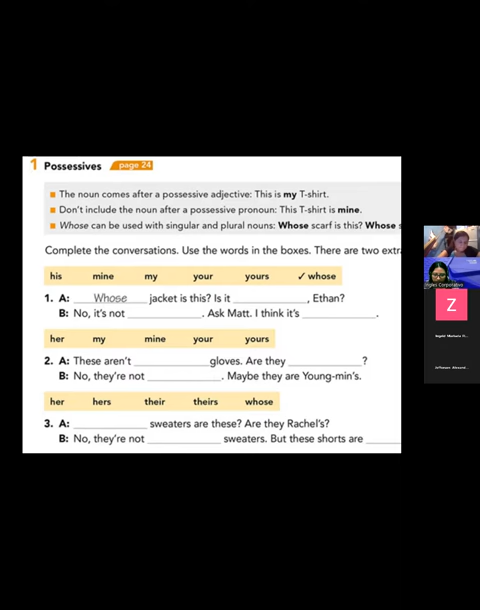 1 Possessives page 24
The noun comes after a possessive adjective: This is my T-shirt.
Don't include the noun after a possessive pronoun: This T-shirt is mine.
Whose can be used with singular and plural nouns: Whose scarf is this? Whose s
Complete the conversations. Use the words in the boxes. There are two extra
his mine my your yours ✓ whose
1. A: Whose jacket is this? Is it ____________, Ethan?
B: No, it's not ____________. Ask Matt. I think it's ____________.
her my mine your yours
2. A: These aren't ____________ gloves. Are they ____________?
B: No, they're not ____________. Maybe they are Young-min's.
her hers their theirs whose
3. A: ____________ sweaters are these? Are they Rachel's?
B: No, they're not ____________ sweaters. But these shorts are ______
Z